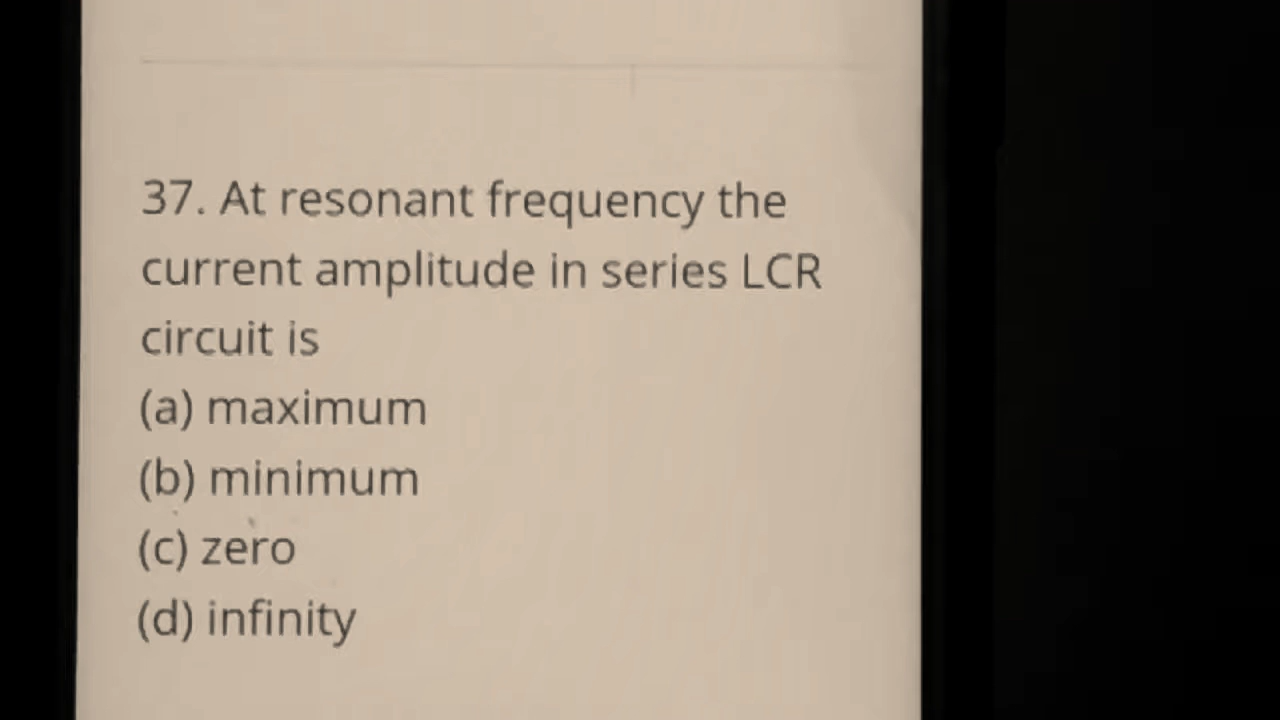 37. At resonant frequency the
current amplitude in series LCR
circuit is
(a) maximum
(b) minimum
(c) zero
(d) infinity